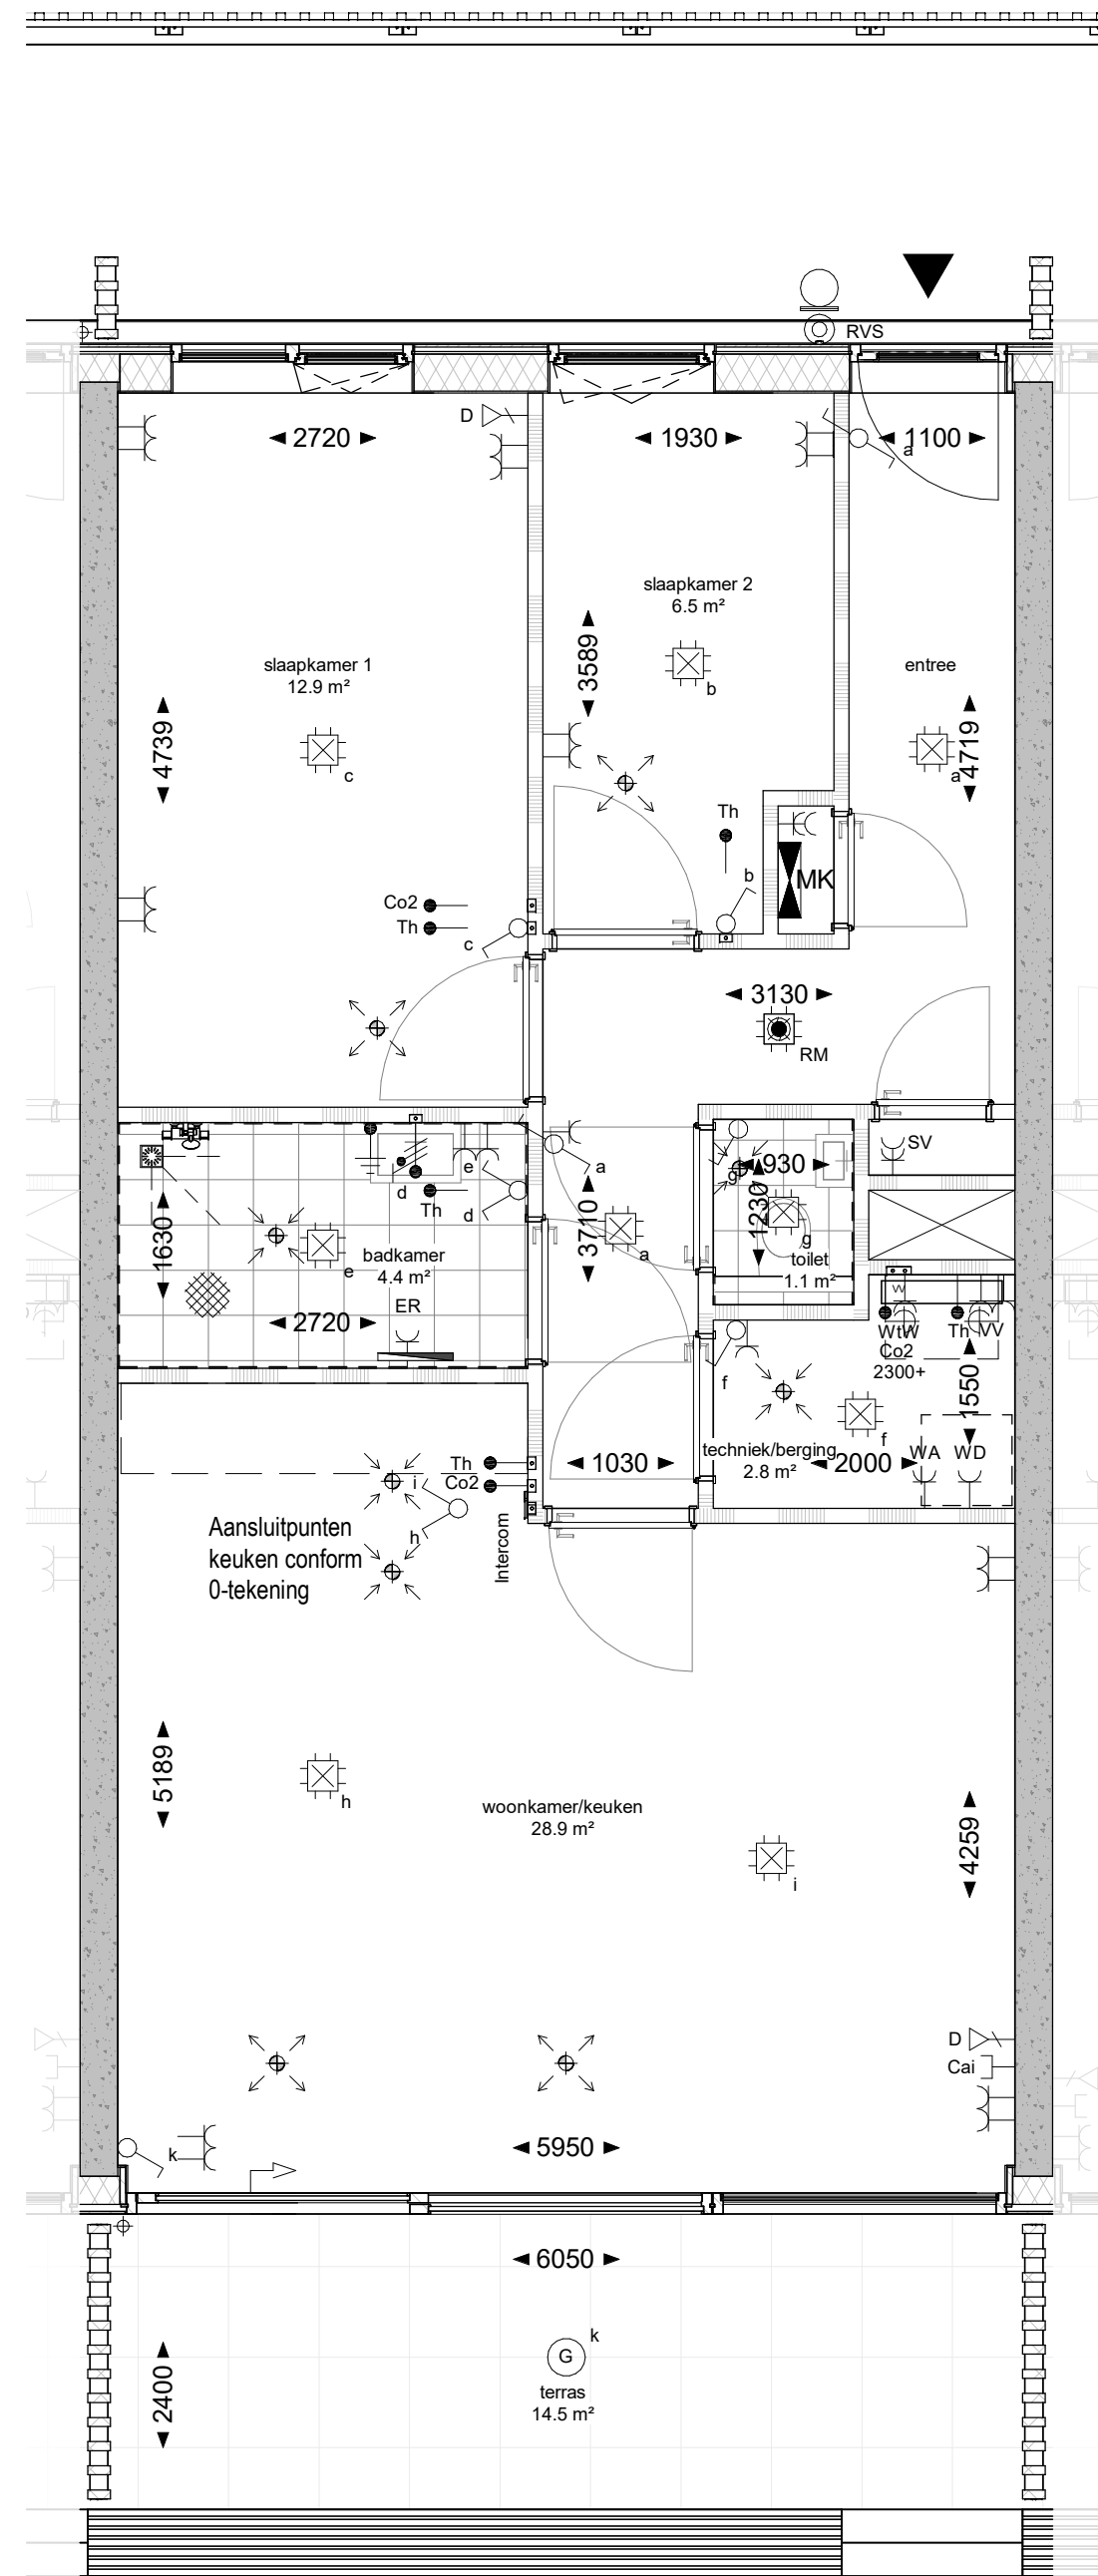 RVS
D
2720
1930
1100
a
slaapkamer 2
6.5 m²
3589
b
slaapkamer 1
12.9 m²
entree
4739
c
4719
a
Th
b
MK
Co2
Th
c
3130
RM
SV
e
d
Th
d
a
930
g
1230
g
toilet
1.1 m²
1630
badkamer
4.4 m²
e
3710
a
ER
2720
w
WtW
Co2
2300+
Th
VV
1550
f
f
techniek/berging
2.8 m²
2000
WA
WD
1030
Th
Co2
i
h
Intercom
Aansluitpunten
keuken conform
0-tekening
5189
h
woonkamer/keuken
28.9 m²
4259
i
D
Cai
k
5950
6050
k
G
terras
14.5 m²
2400